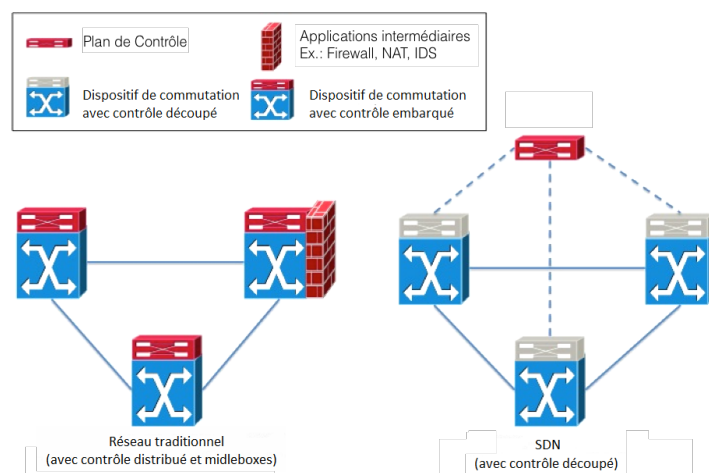 Plan de Contrôle
Applications intermédiaires
Ex.: Firewall, NAT, IDS
Dispositif de commutation
avec contrôle découpé
Dispositif de commutation
avec contrôle embarqué
Réseau traditionnel
(avec contrôle distribué et midleboxes)
SDN
(avec contrôle découpé)